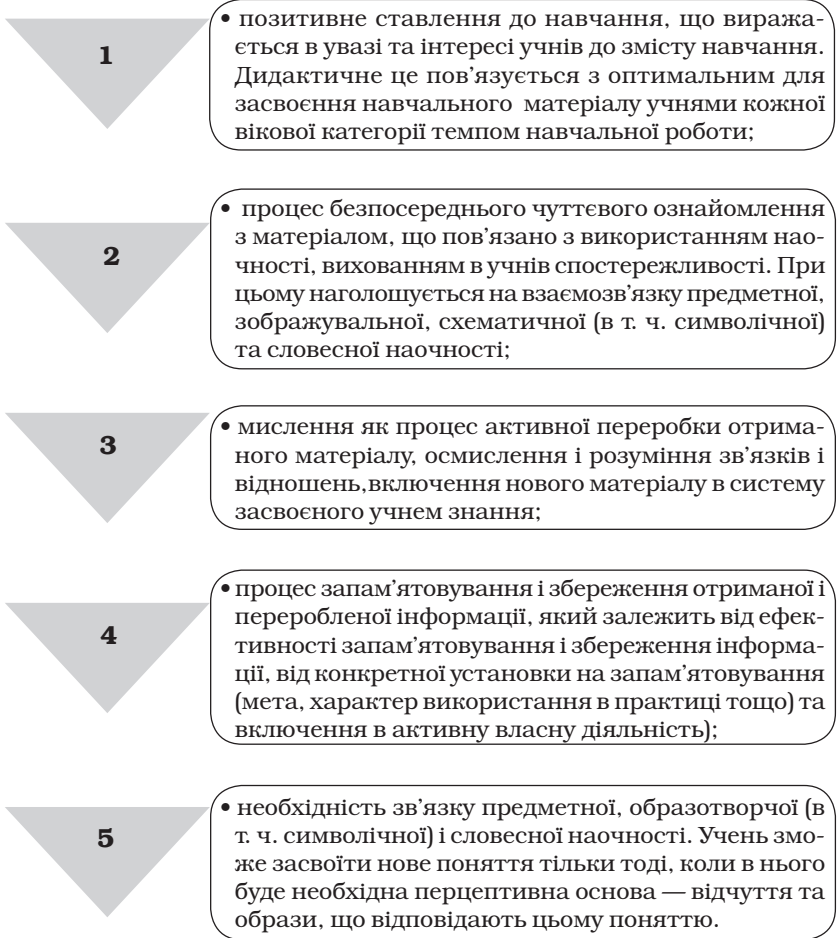 1
• позитивне ставлення до навчання, що виража-
ється в увазі та інтересі учнів до змісту навчання.
Дидактичне це пов'язується з оптимальним для
засвоєння навчального матеріалу учнями кожної
вікової категорії темпом навчальної роботи;
2
• процес безпосереднього чуттєвого ознайомлення
з матеріалом, що пов'язано з використанням нао-
чності, вихованням в учнів спостережливості. При
цьому наголошується на взаємозв'язку предметної,
зображувальної, схематичної (в т. ч. символічної)
та словесної наочності;
3
• мислення як процес активної переробки отрима-
ного матеріалу, осмислення і розуміння зв'язків і
відношень,включення нового матеріалу в систему
засвоєного учнем знання;
4
• процес запам'ятовування і збереження отриманої і
переробленої інформації, який залежить від ефек-
тивності запам'ятовування і збереження інформа-
ції, від конкретної установки на запам'ятовування
(мета, характер використання в практиці тощо) та
включення в активну власну діяльність);
5
• необхідність зв'язку предметної, образотворчої (в
т. ч. символічної) і словесної наочності. Учень змо-
же засвоїти нове поняття тільки тоді, коли в нього
буде необхідна перцептивна основа — відчуття та
образи, що відповідають цьому поняттю.